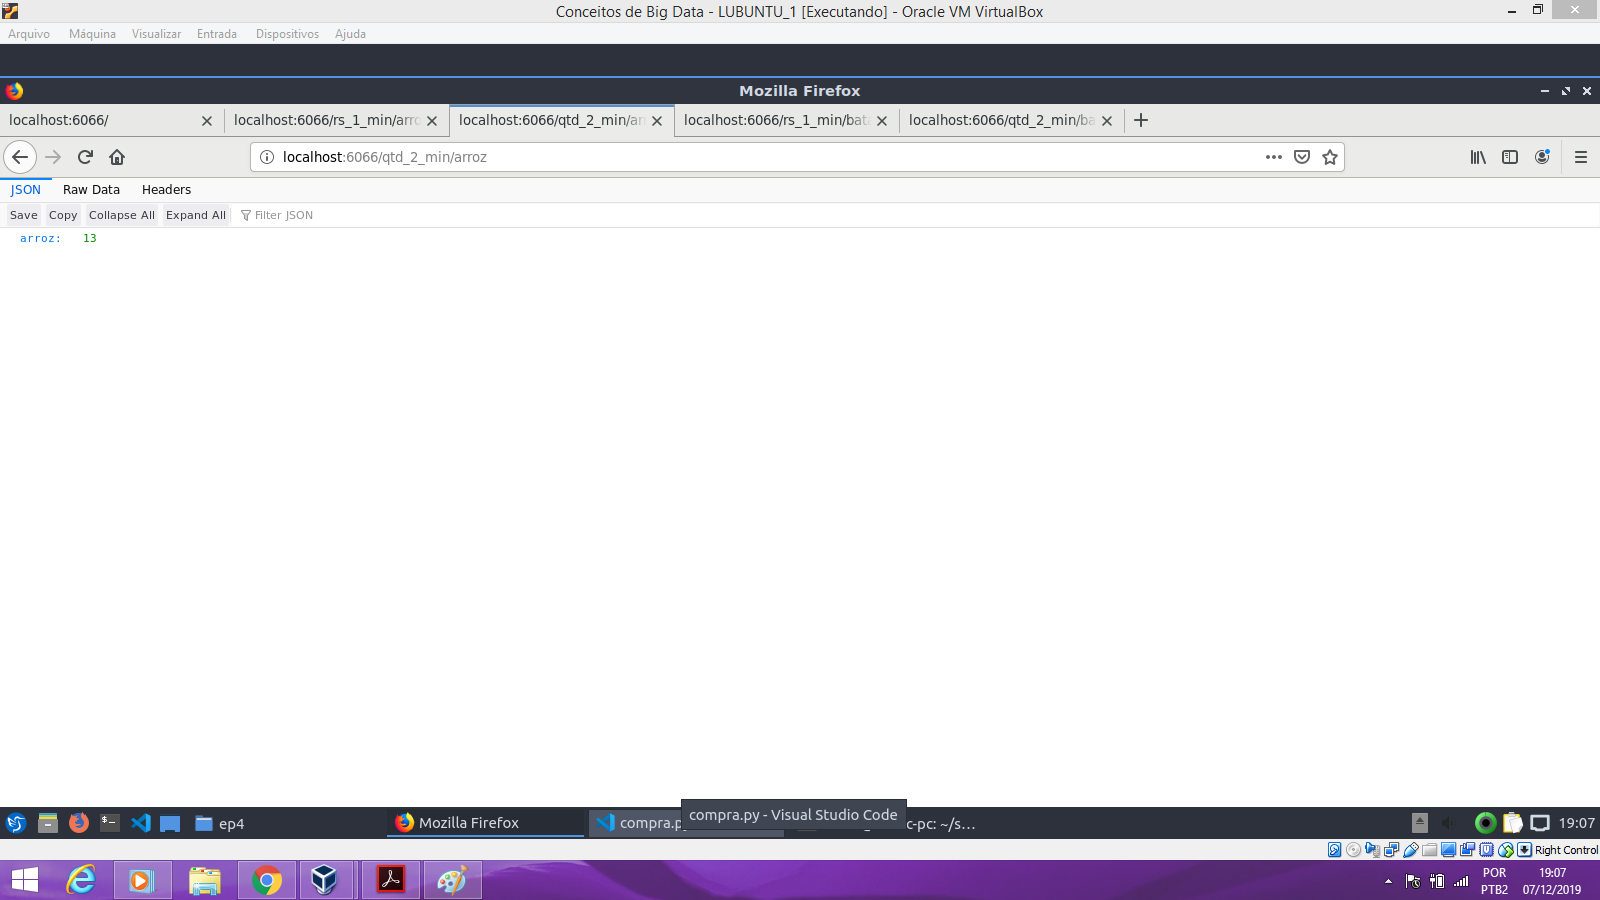 Conceitos de Big Data - LUBUNTU_1 [Executando] - Oracle VM VirtualBox
Arquivo Máquina Visualizar Entrada Dispositivos Ajuda
Mozilla Firefox
localhost:6066/ localhost:6066/rs_1_min/arro localhost:6066/qtd_2_min/arr localhost:6066/rs_1_min/bata localhost:6066/qtd_2_min/ba
localhost:6066/qtd_2_min/arroz
JSON Raw Data Headers
Save Copy Collapse All Expand All Filter JSON
arroz: 13
compra.py - Visual Studio Code
ep4 Mozilla Firefox compra.p c-pc: ~/s... 19:07
Right Control
POR 19:07
PTB2 07/12/2019